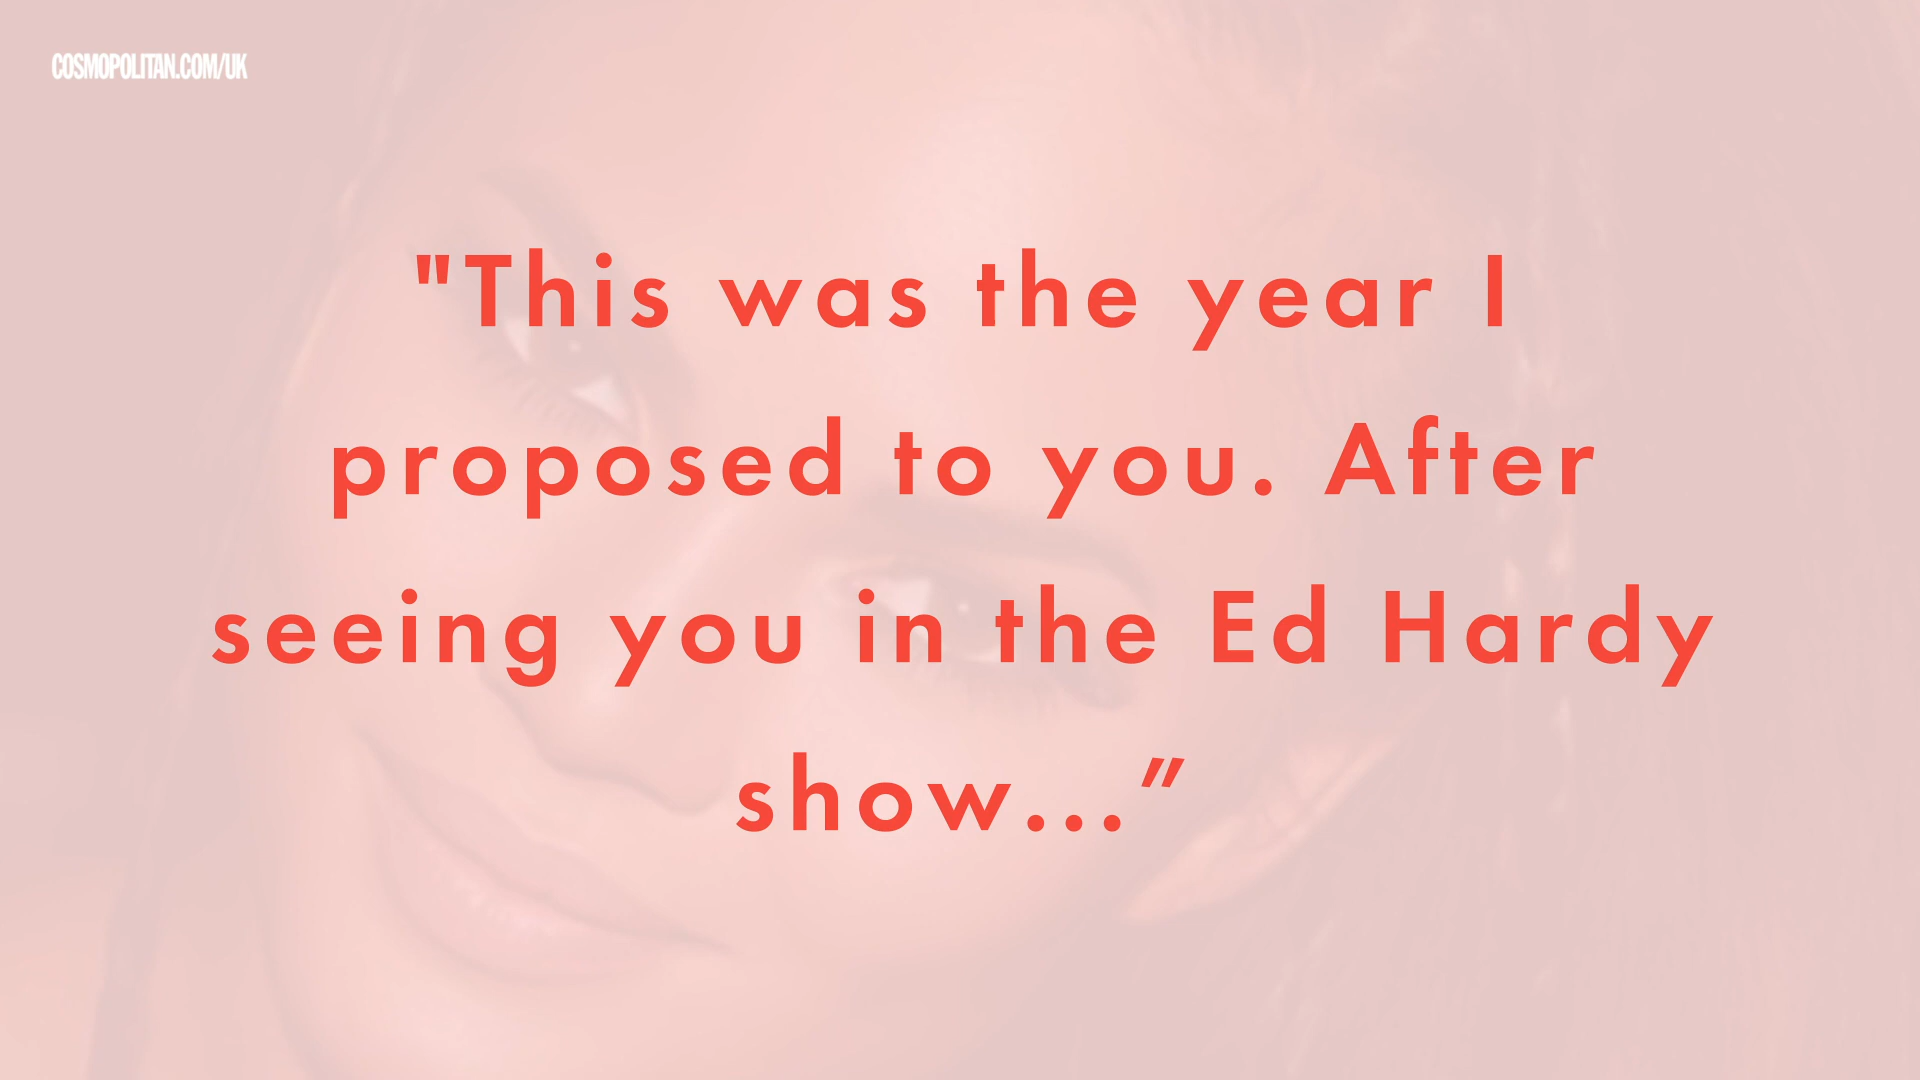 COSMOPOLITAN.COM/UK
"This was the year I
proposed to you. After
seeing you in the Ed Hardy
show...”